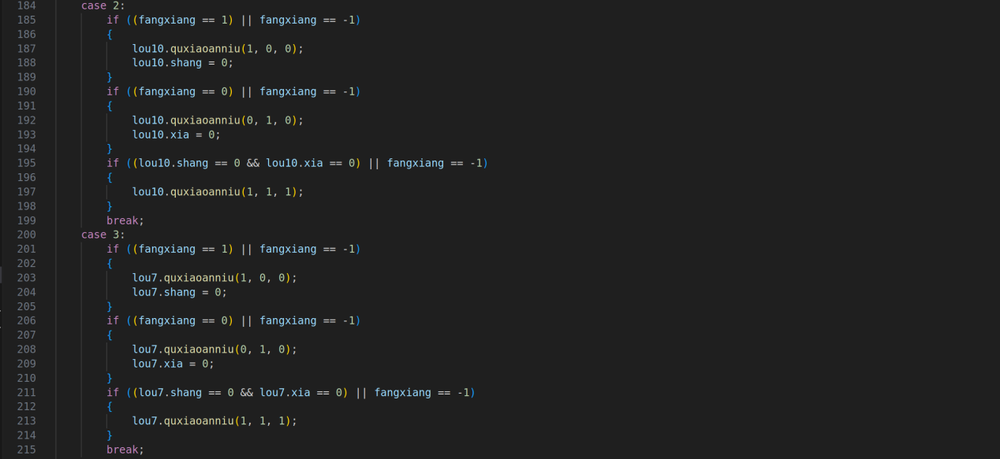 184 case 2:
185 if ((fangxiang == 1) || fangxiang == -1)
186 {
187 lou10.quxiaoanniu(1, 0, 0);
188 lou10.shang = 0;
189 }
190 if ((fangxiang == 0) || fangxiang == -1)
191 {
192 lou10.quxiaoanniu(0, 1, 0);
193 lou10.xia = 0;
194 }
195 if ((lou10.shang == 0 && lou10.xia == 0) || fangxiang == -1)
196 {
197 lou10.quxiaoanniu(1, 1, 1);
198 }
199 break;
200 case 3:
201 if ((fangxiang == 1) || fangxiang == -1)
202 {
203 lou7.quxiaoanniu(1, 0, 0);
204 lou7.shang = 0;
205 }
206 if ((fangxiang == 0) || fangxiang == -1)
207 {
208 lou7.quxiaoanniu(0, 1, 0);
209 lou7.xia = 0;
210 }
211 if ((lou7.shang == 0 && lou7.xia == 0) || fangxiang == -1)
212 {
213 lou7.quxiaoanniu(1, 1, 1);
214 }
215 break;